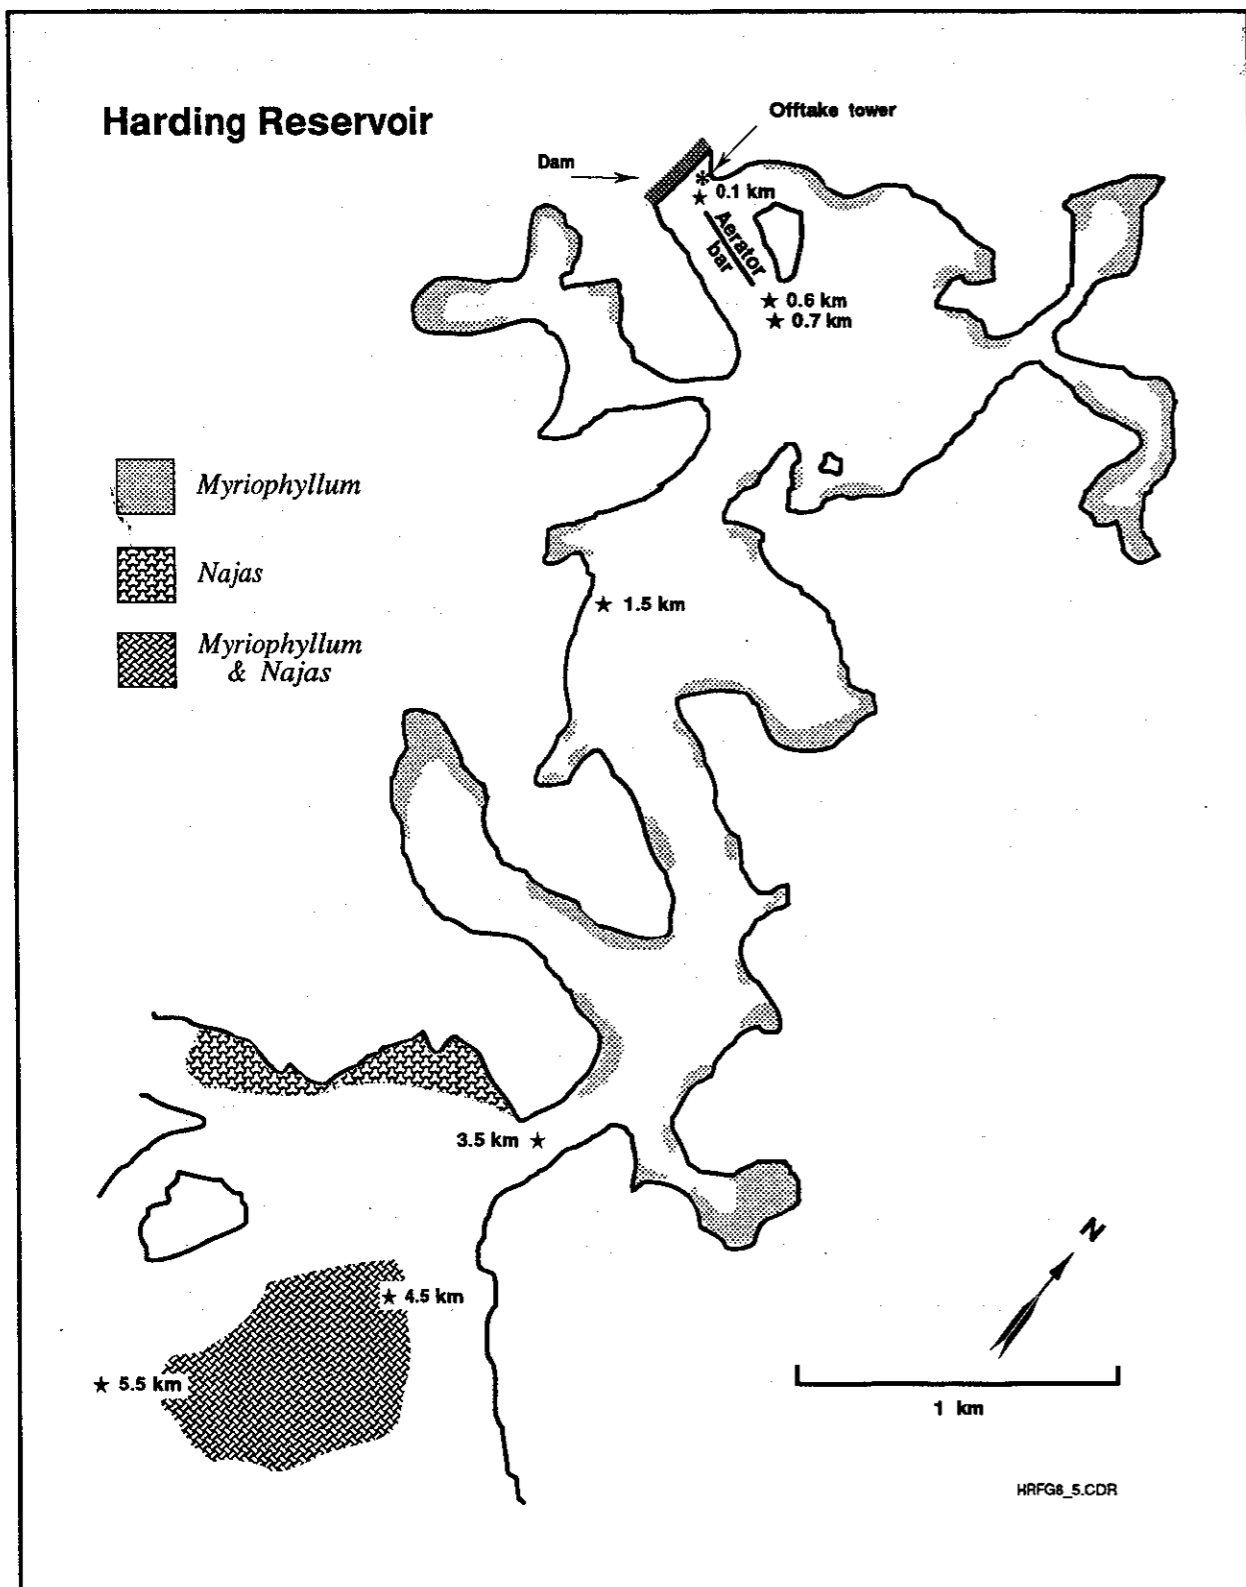 Harding Reservoir
Offtake tower
Dam
0.1 km
Aerator
bar
0.6 km
0.7 km
Myriophyllum
Najas
Myriophyllum
& Najas
1.5 km
3.5 km
4.5 km
5.5 km
N
1 km
HRFG8_5.CDR